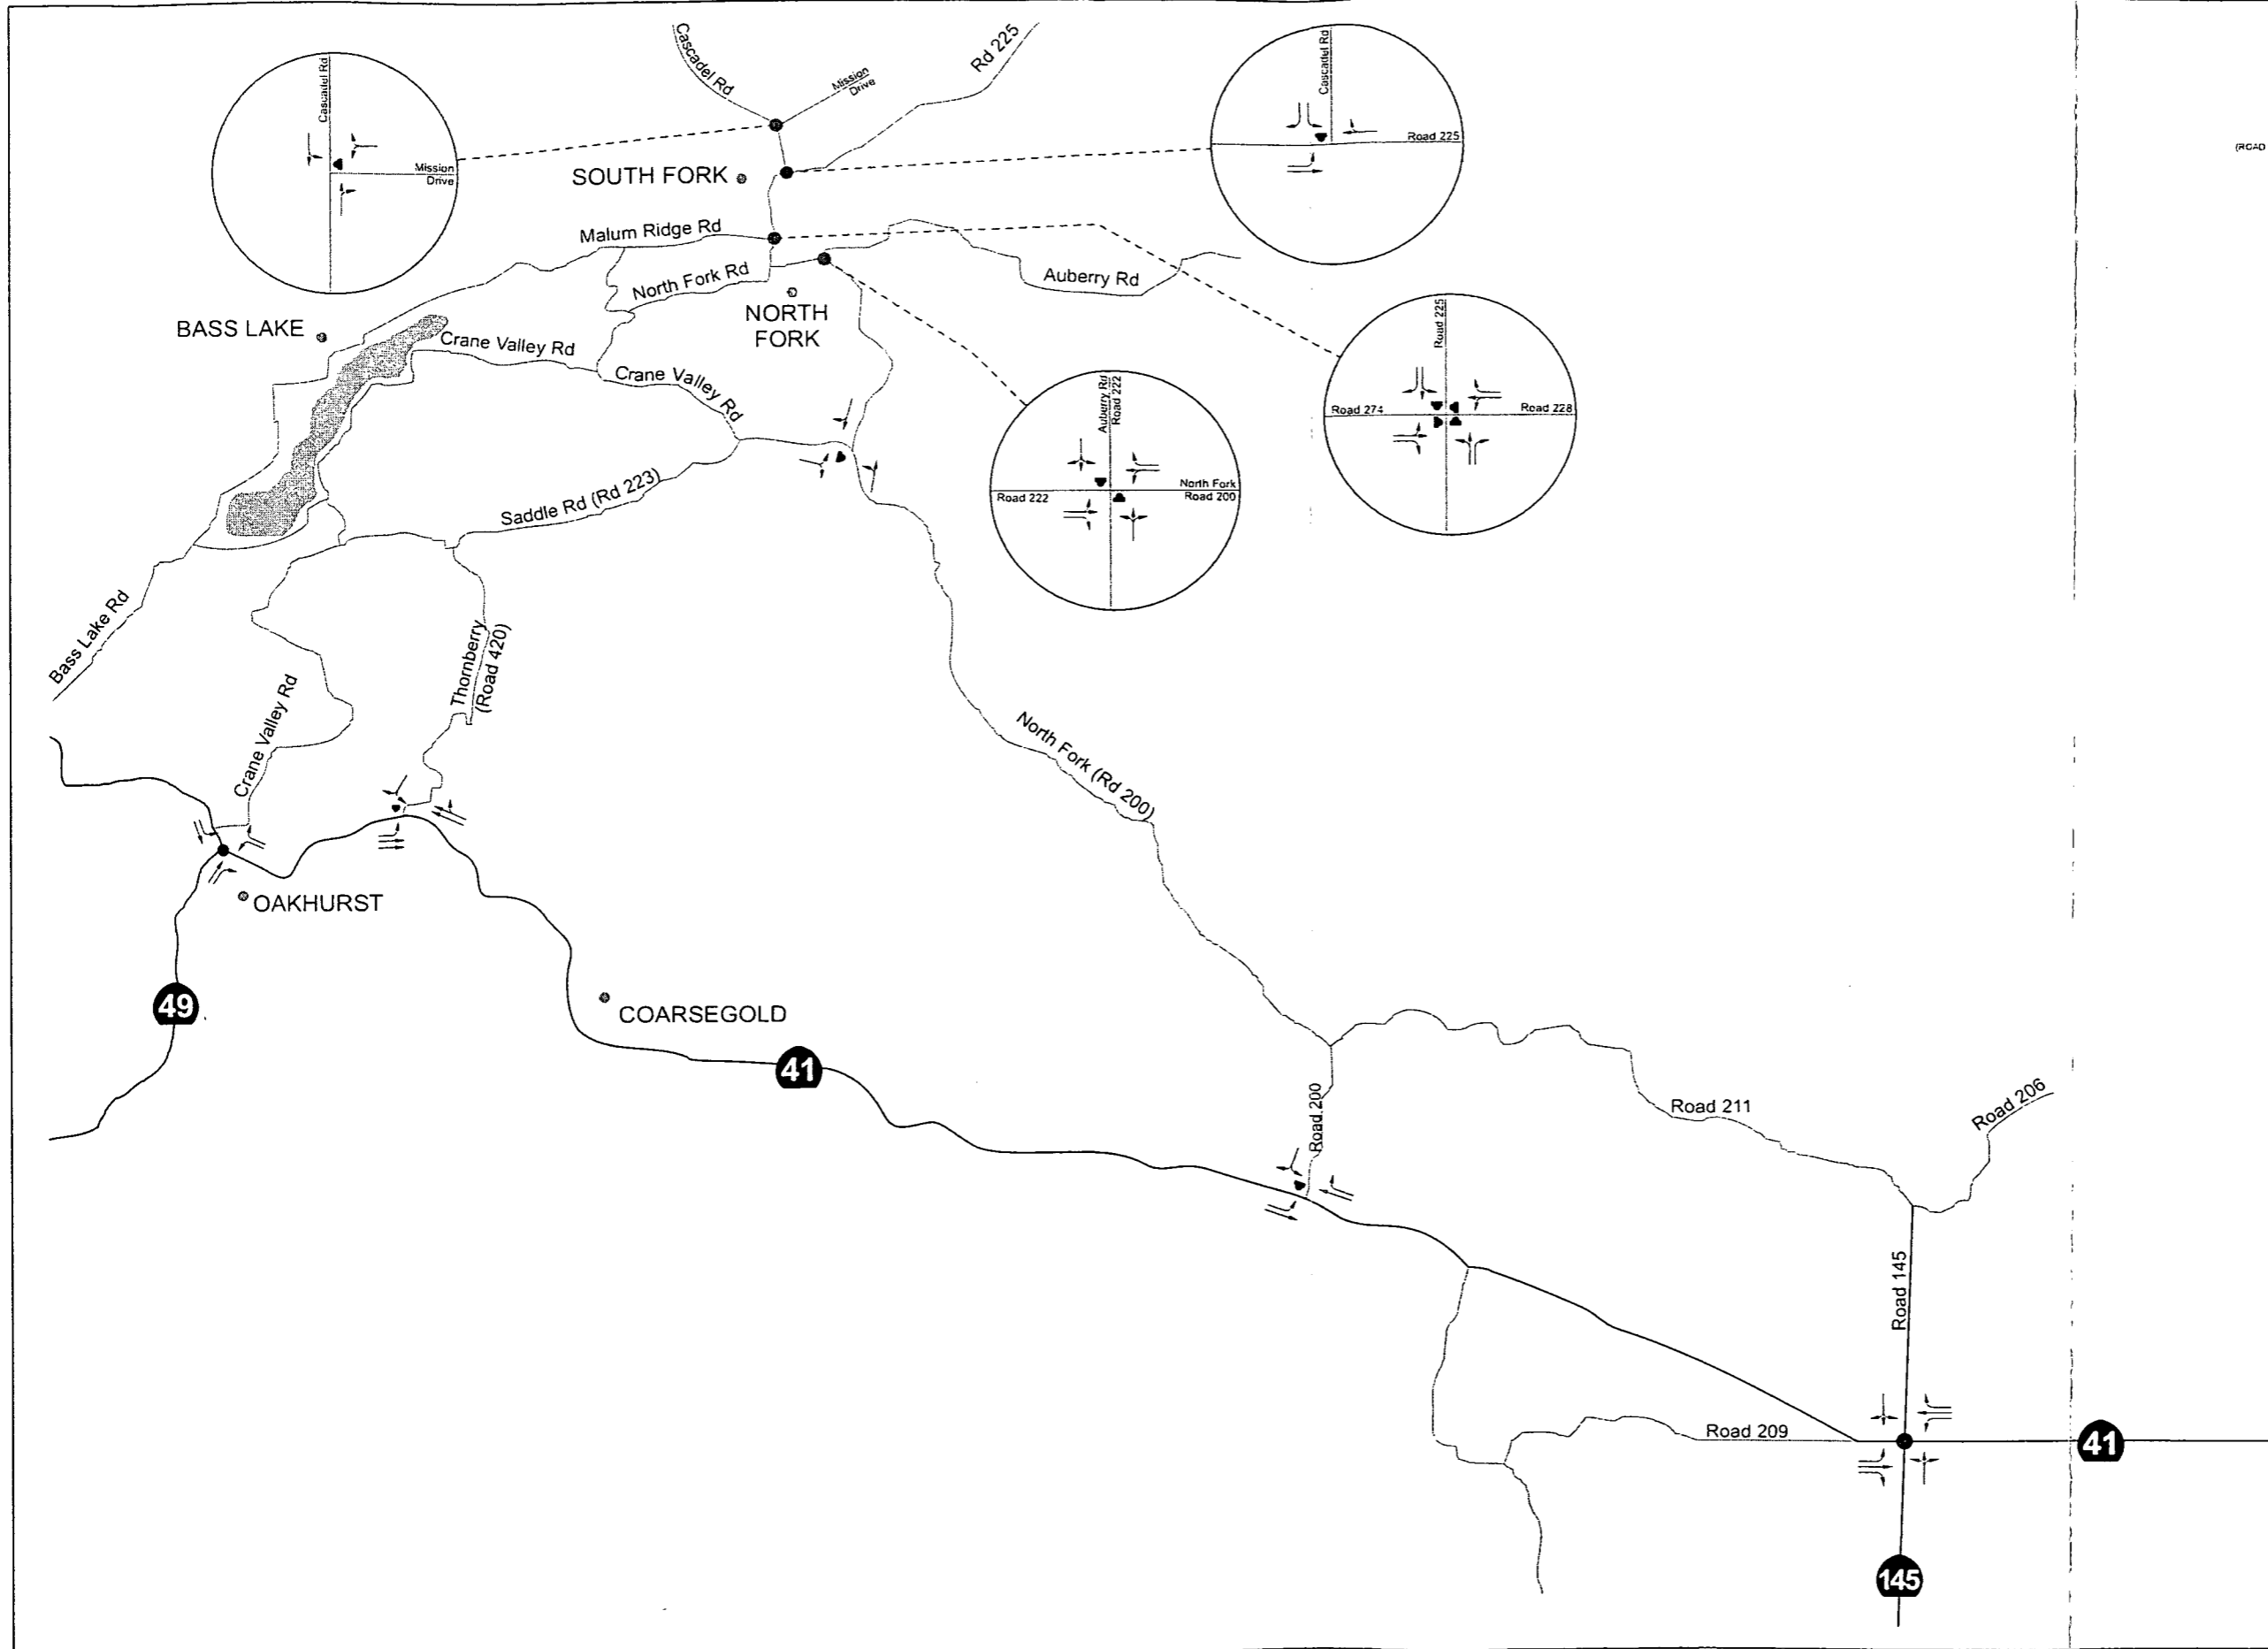 Cascadel Rd
Mission
Drive
Cascadel Rd
Mission
Drive
Rd 225
Cascadel Rd
Road 225
(ROAD
SOUTH FORK
Malum Ridge Rd
North Fork Rd
Auberry Rd
NORTH
FORK
BASS LAKE
Crane Valley Rd
Crane Valley Rd
Road 225
Road 274
Road 228
Auberry Rd
Road 222
Road 222
North Fork
Road 200
Saddle Rd (Rd 223)
Bass Lake Rd
Thornberry
(Road 420)
Crane Valley Rd
North Fork (Rd 200)
OAKHURST
49
COARSEGOLD
41
Road 200
Road 211
Road 206
Road 145
Road 209
41
145